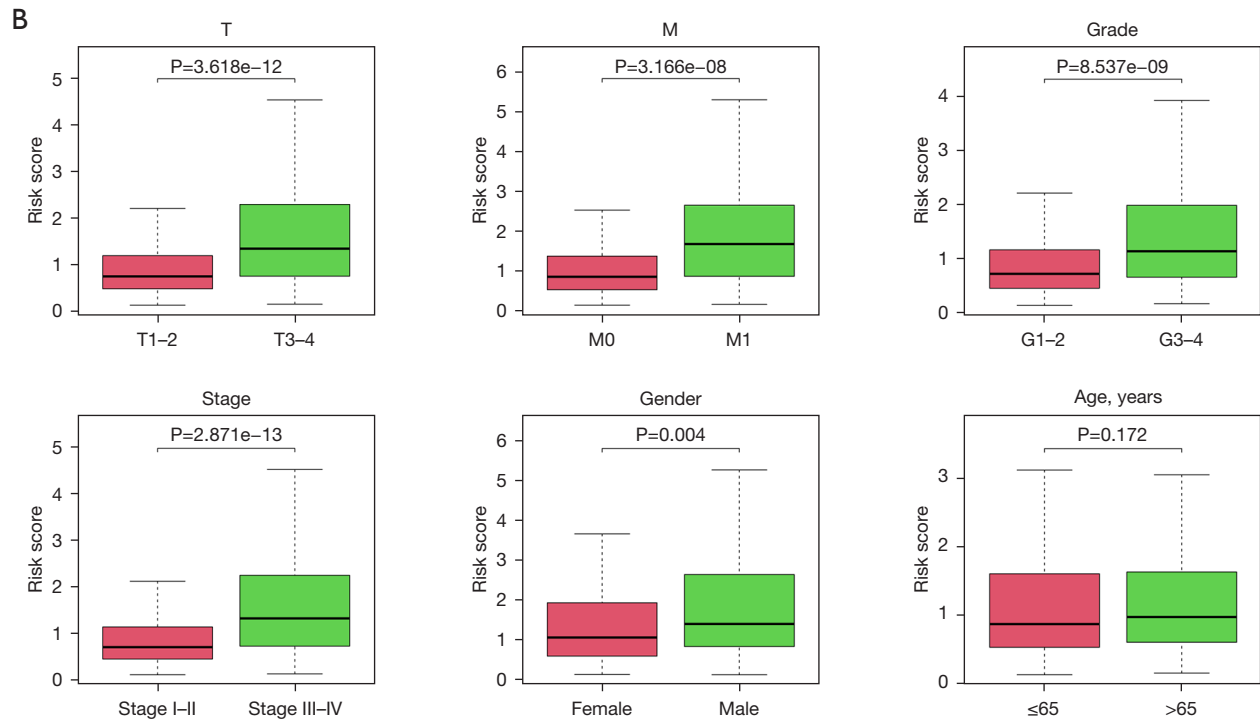 B
T
P=3.618e−12
Risk score
5
4
3
2
1
0
T1–2 T3–4
M
P=3.166e−08
Risk score
6
5
4
3
2
1
0
M0 M1
Grade
P=8.537e−09
Risk score
4
3
2
1
0
G1–2 G3–4
Stage
P=2.871e−13
Risk score
5
4
3
2
1
0
Stage I–II Stage III–IV
Gender
P=0.004
Risk score
6
5
4
3
2
1
0
Female Male
Age, years
P=0.172
Risk score
3
2
1
0
≤65 >65